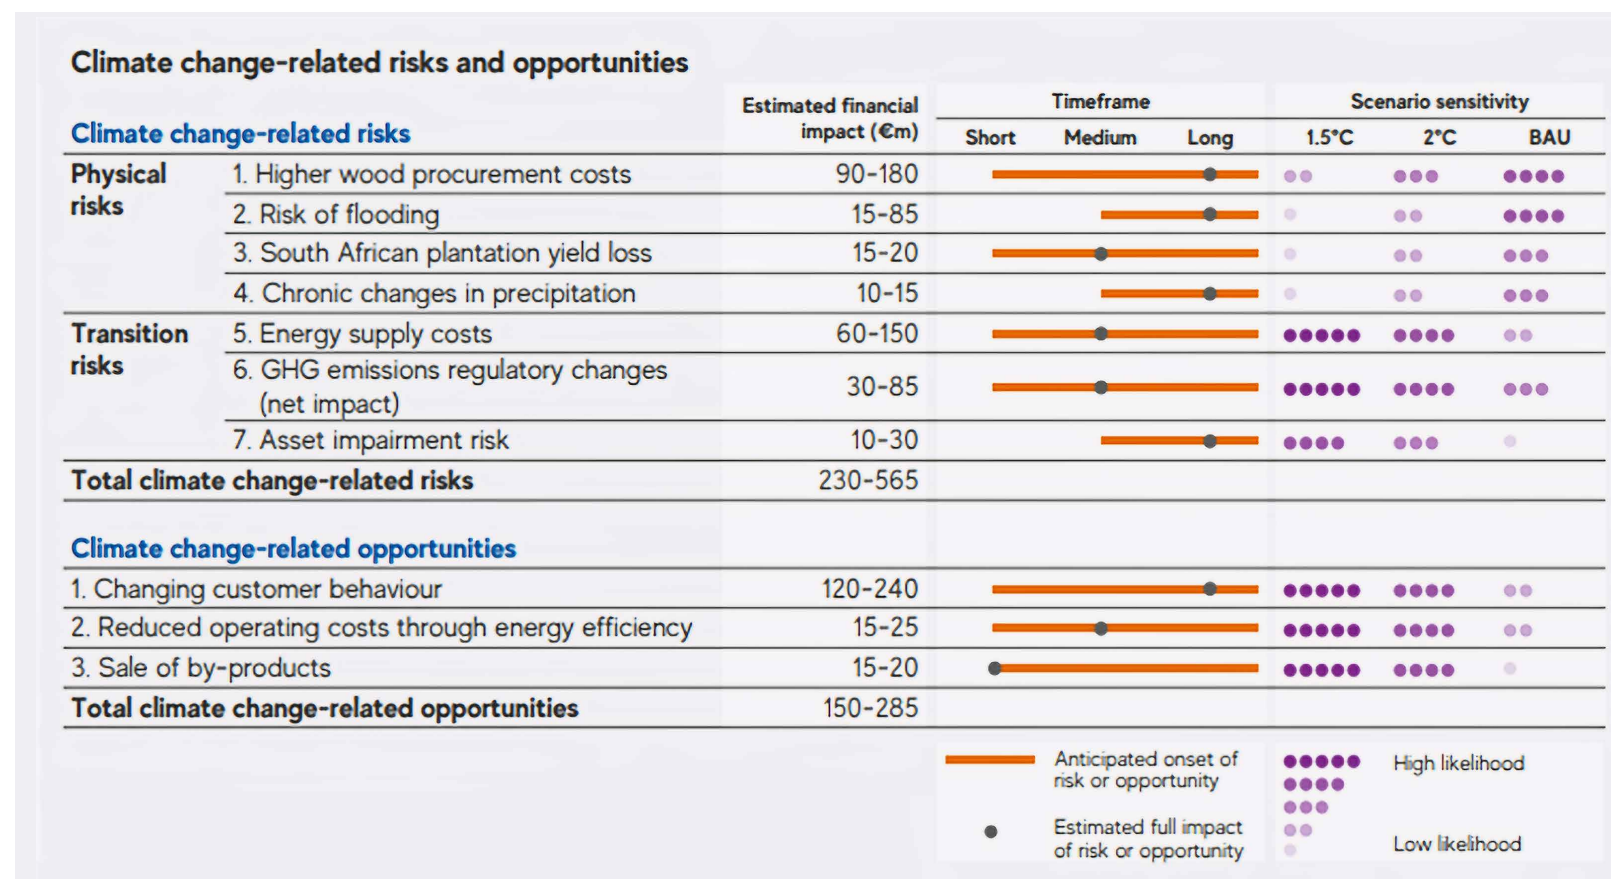 Climate change-related risks and opportunities
Estimated financial impact (€m)
Timeframe
Scenario sensitivity
Climate change-related risks
Short Medium Long 1.5°C 2°C BAU
Physical risks
1. Higher wood procurement costs 90–180
2. Risk of flooding 15–85
3. South African plantation yield loss 15–20
4. Chronic changes in precipitation 10–15
Transition risks
5. Energy supply costs 60–150
6. GHG emissions regulatory changes
(net impact) 30–85
7. Asset impairment risk 10–30
Total climate change-related risks 230–565
Climate change-related opportunities
1. Changing customer behaviour 120–240
2. Reduced operating costs through energy efficiency 15–25
3. Sale of by-products 15–20
Total climate change-related opportunities 150–285
Anticipated onset of
risk or opportunity
Estimated full impact
of risk or opportunity
High likelihood
Low likelihood